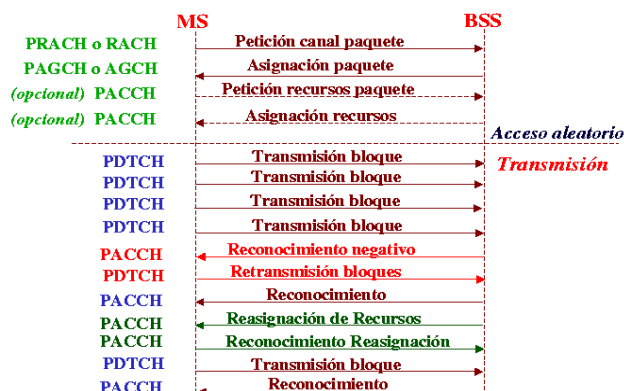 MS BSS
PRACH o RACH Petición canal paquete
PAGCH o AGCH Asignación paquete
(opcional) PACCH Petición recursos paquete
(opcional) PACCH Asignación recursos
Acceso aleatorio
PDTCH Transmisión bloque Transmisión
PDTCH Transmisión bloque
PDTCH Transmisión bloque
PDTCH Transmisión bloque
PACCH Reconocimiento negativo
PDTCH Retransmisión bloques
PACCH Reconocimiento
PACCH Reasignación de Recursos
PACCH Reconocimiento Reasignación
PDTCH Transmisión bloque
PACCH Reconocimiento